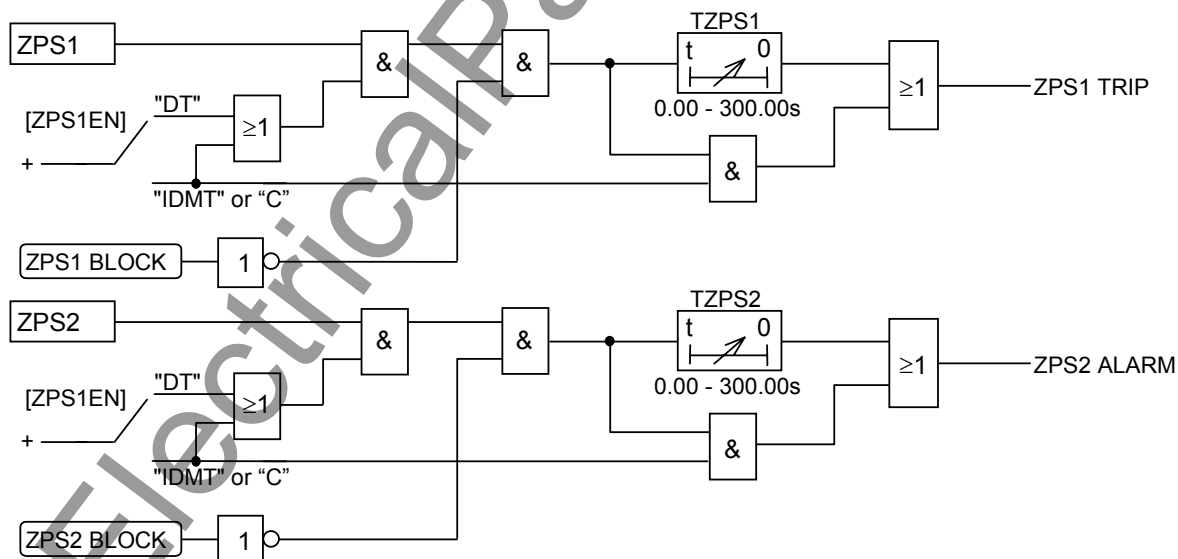 TZPS1
ZPS1
t 0
& & ≥1 ZPS1 TRIP
"DT"
[ZPS1EN]
≥1
0.00 - 300.00s
+
&
"IDMT" or “C”
ZPS1 BLOCK 1
TZPS2
ZPS2
t 0
& & ≥1 ZPS2 ALARM
"DT"
[ZPS1EN]
≥1
0.00 - 300.00s
+
&
"IDMT" or “C”
ZPS2 BLOCK 1
ElectricalPa